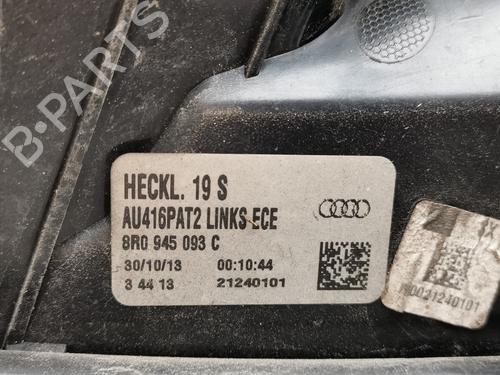 B-PARTS
HECKL. 19 S
AU416PAT2 LINKS ECE
8R0 945 093 C
30/10/13 00:10:44
3 44 13 21240101